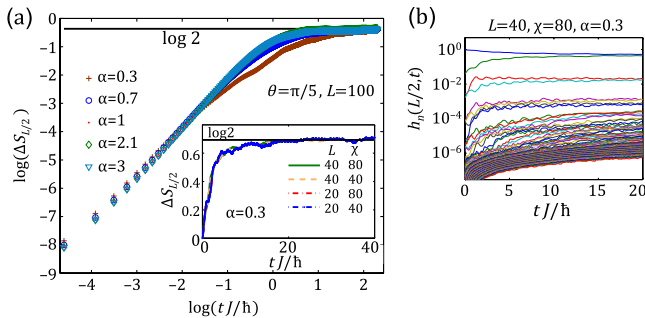 (a)
0
−1
−2
−3
−4
−5
−6
−7
−8
−9
log(ΔS_{L/2})
log 2
α=0.3
α=0.7
α=1
α=2.1
α=3
θ=π/5, L=100
−4 −3 −2 −1 0 1 2
log(tJ/ħ)
log2
0.6
0.4
0.2
0
ΔS_{L/2}
L χ
40 80
40 40
20 80
20 40
α=0.3
0 20 40
tJ/ħ
(b)
L=40, χ=80, α=0.3
10⁰
10⁻²
10⁻⁴
10⁻⁶
hₙ(L/2,t)
0 5 10 15 20
tJ/ħ